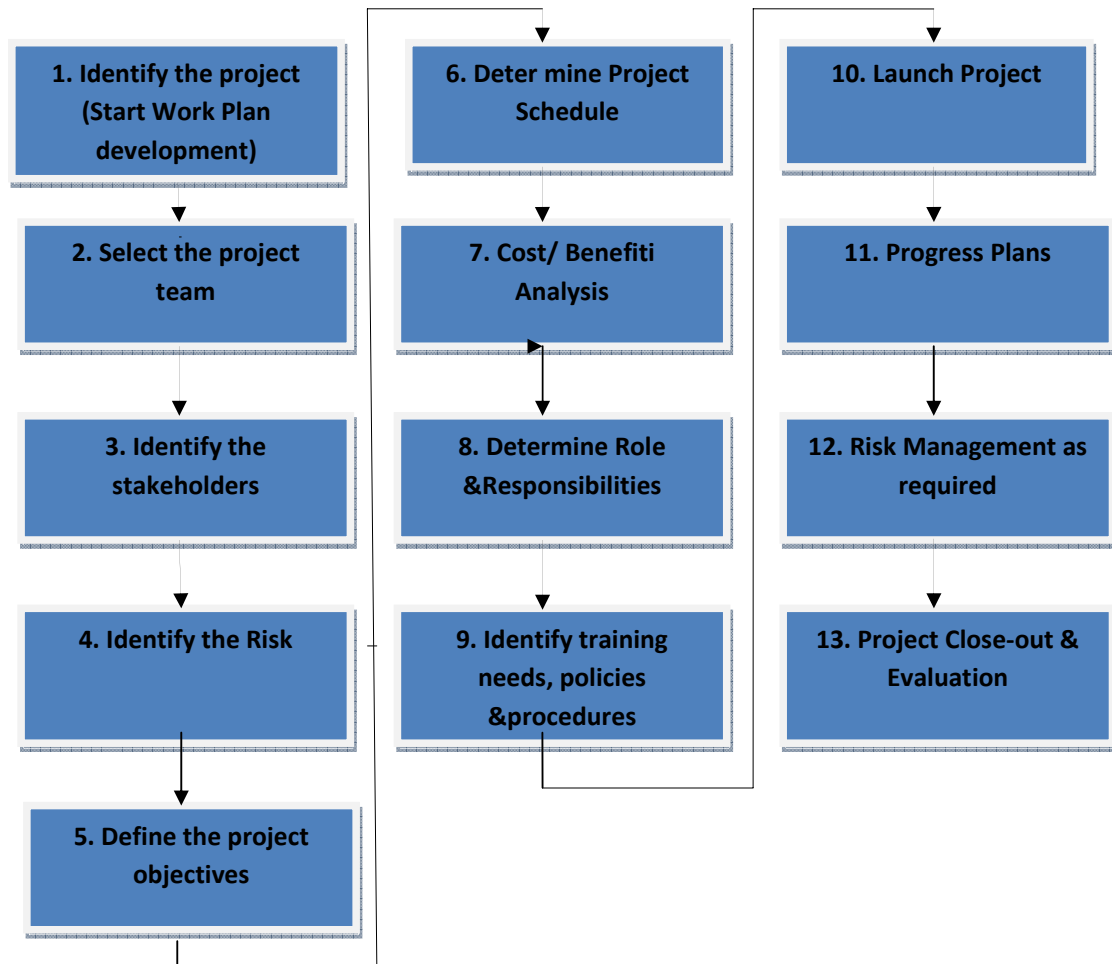 1. Identify the project
(Start Work Plan
development)
2. Select the project
team
3. Identify the
stakeholders
4. Identify the Risk
5. Define the project
objectives
6. Deter mine Project
Schedule
7. Cost/ Benefiti
Analysis
8. Determine Role
&Responsibilities
9. Identify training
needs, policies
&procedures
10. Launch Project
11. Progress Plans
12. Risk Management as
required
13. Project Close-out &
Evaluation